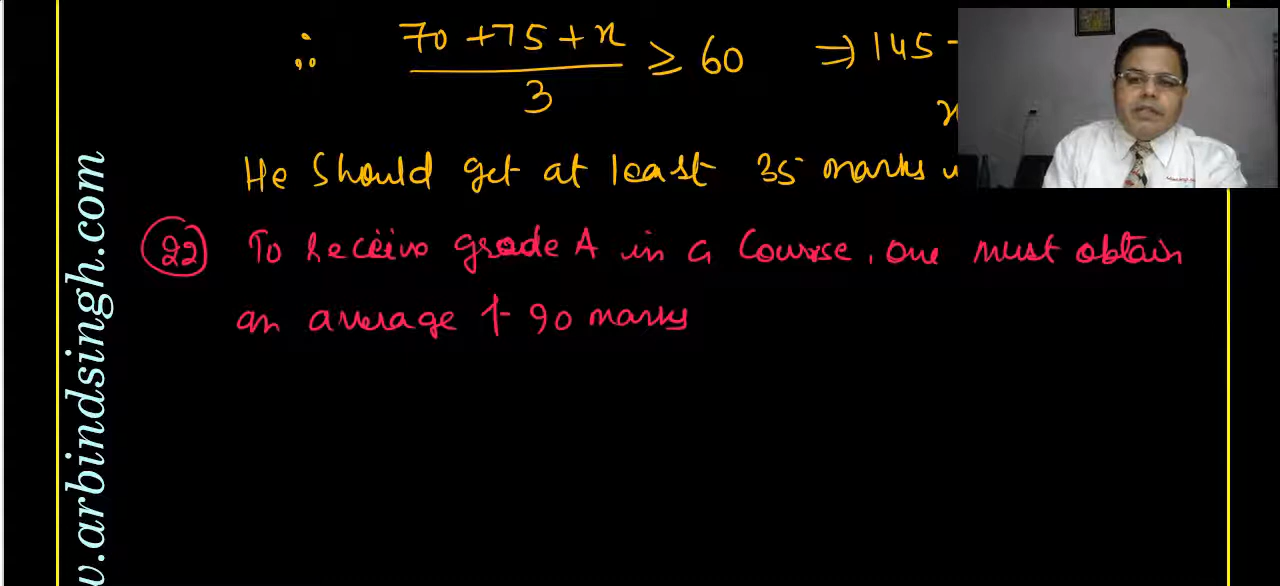 ∴ (70 + 75 + x)/3 ≥ 60 ⇒ 145 -
x
He should get at least 35 marks
(22) To Receive grade A in a Course, one must obtain
an average of 90 marks
w.arbindsingh.com